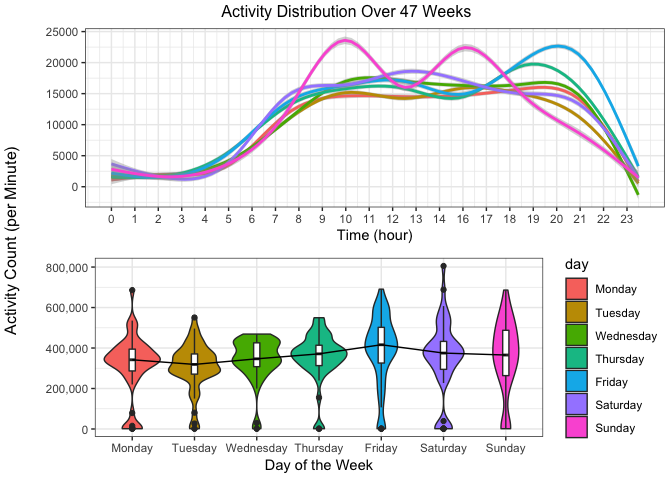 Activity Distribution Over 47 Weeks
25000
20000
15000
10000
5000
0
0 1 2 3 4 5 6 7 8 9 10 11 12 13 14 15 16 17 18 19 20 21 22 23
Time (hour)
Activity Count (per Minute)
800,000
600,000
400,000
200,000
0
Monday Tuesday Wednesday Thursday Friday Saturday Sunday
Day of the Week
day
Monday
Tuesday
Wednesday
Thursday
Friday
Saturday
Sunday